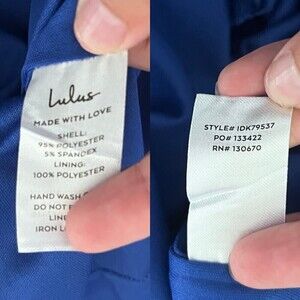 Lulus
MADE WITH LOVE
SHELL:
95% POLYESTER
5% SPANDEX
LINING:
100% POLYESTER
HAND WASH
DO NOT
LINE
IRON
STYLE# IDK79537
PO# 133422
RN# 130670